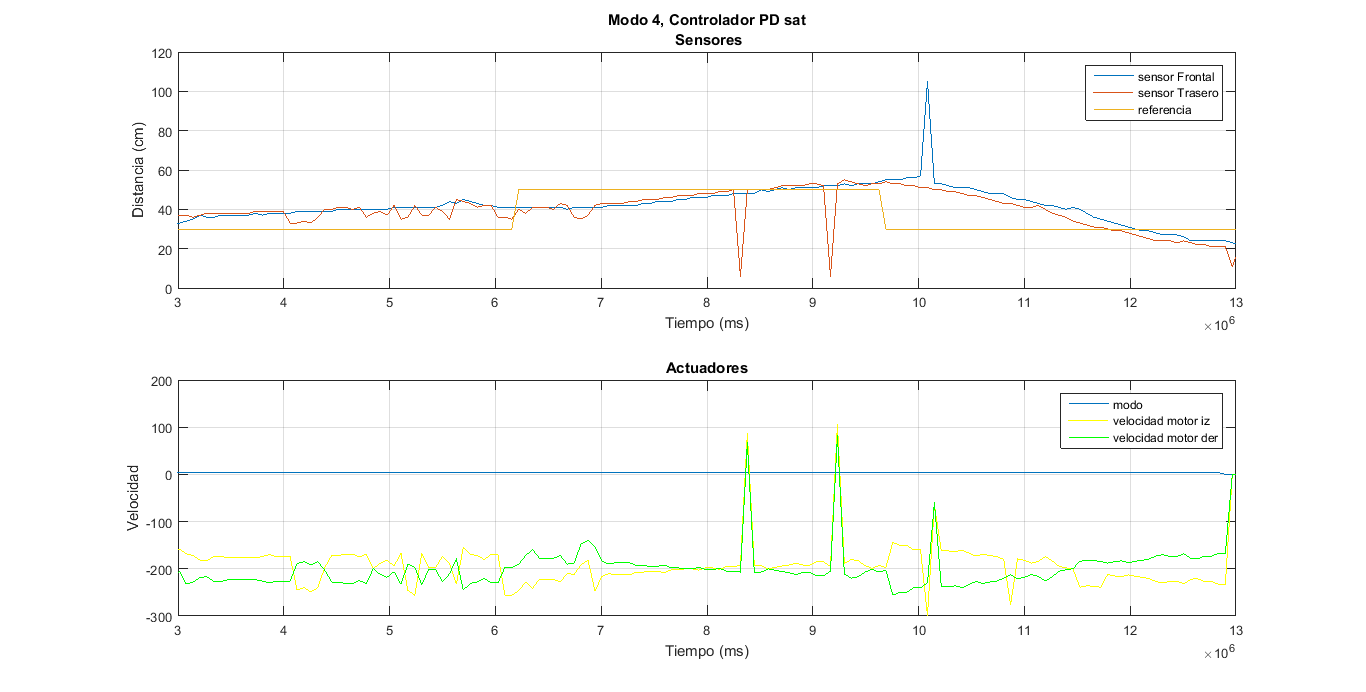 Modo 4, Controlador PD sat
Sensores
Distancia (cm)
120
100
80
60
40
20
0
sensor Frontal
sensor Trasero
referencia
3 4 5 6 7 8 9 10 11 12 13
Tiempo (ms)
×10^6
Actuadores
Velocidad
200
100
0
-100
-200
-300
modo
velocidad motor iz
velocidad motor der
3 4 5 6 7 8 9 10 11 12 13
Tiempo (ms)
×10^6